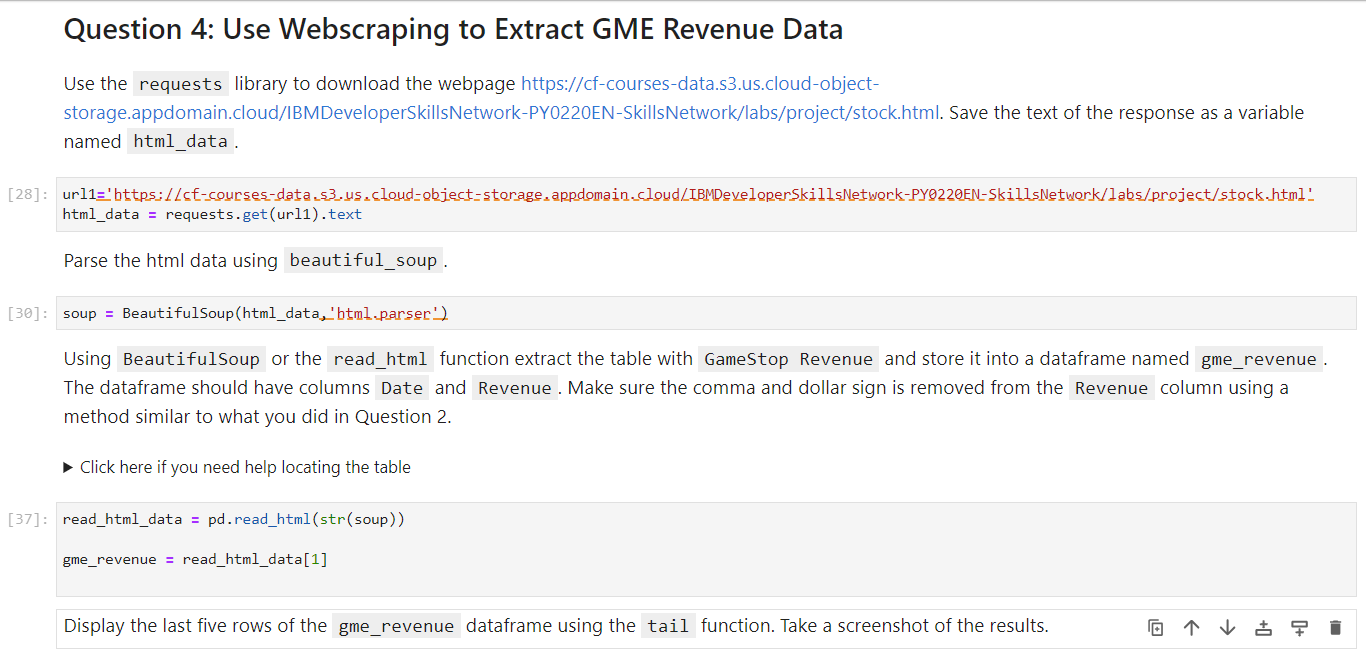 Question 4: Use Webscraping to Extract GME Revenue Data
Use the requests library to download the webpage https://cf-courses-data.s3.us.cloud-object-
storage.appdomain.cloud/IBMDeveloperSkillsNetwork-PY0220EN-SkillsNetwork/labs/project/stock.html. Save the text of the response as a variable
named html_data.
[28]: url1='https://cf-courses-data.s3.us.cloud-object-storage.appdomain.cloud/IBMDeveloperSkillsNetwork-PY0220EN-SkillsNetwork/labs/project/stock.html'
html_data = requests.get(url1).text
Parse the html data using beautiful_soup.
[30]: soup = BeautifulSoup(html_data,'html.parser')
Using BeautifulSoup or the read_html function extract the table with GameStop Revenue and store it into a dataframe named gme_revenue.
The dataframe should have columns Date and Revenue. Make sure the comma and dollar sign is removed from the Revenue column using a
method similar to what you did in Question 2.
Click here if you need help locating the table
[37]: read_html_data = pd.read_html(str(soup))
gme_revenue = read_html_data[1]
Display the last five rows of the gme_revenue dataframe using the tail function. Take a screenshot of the results.